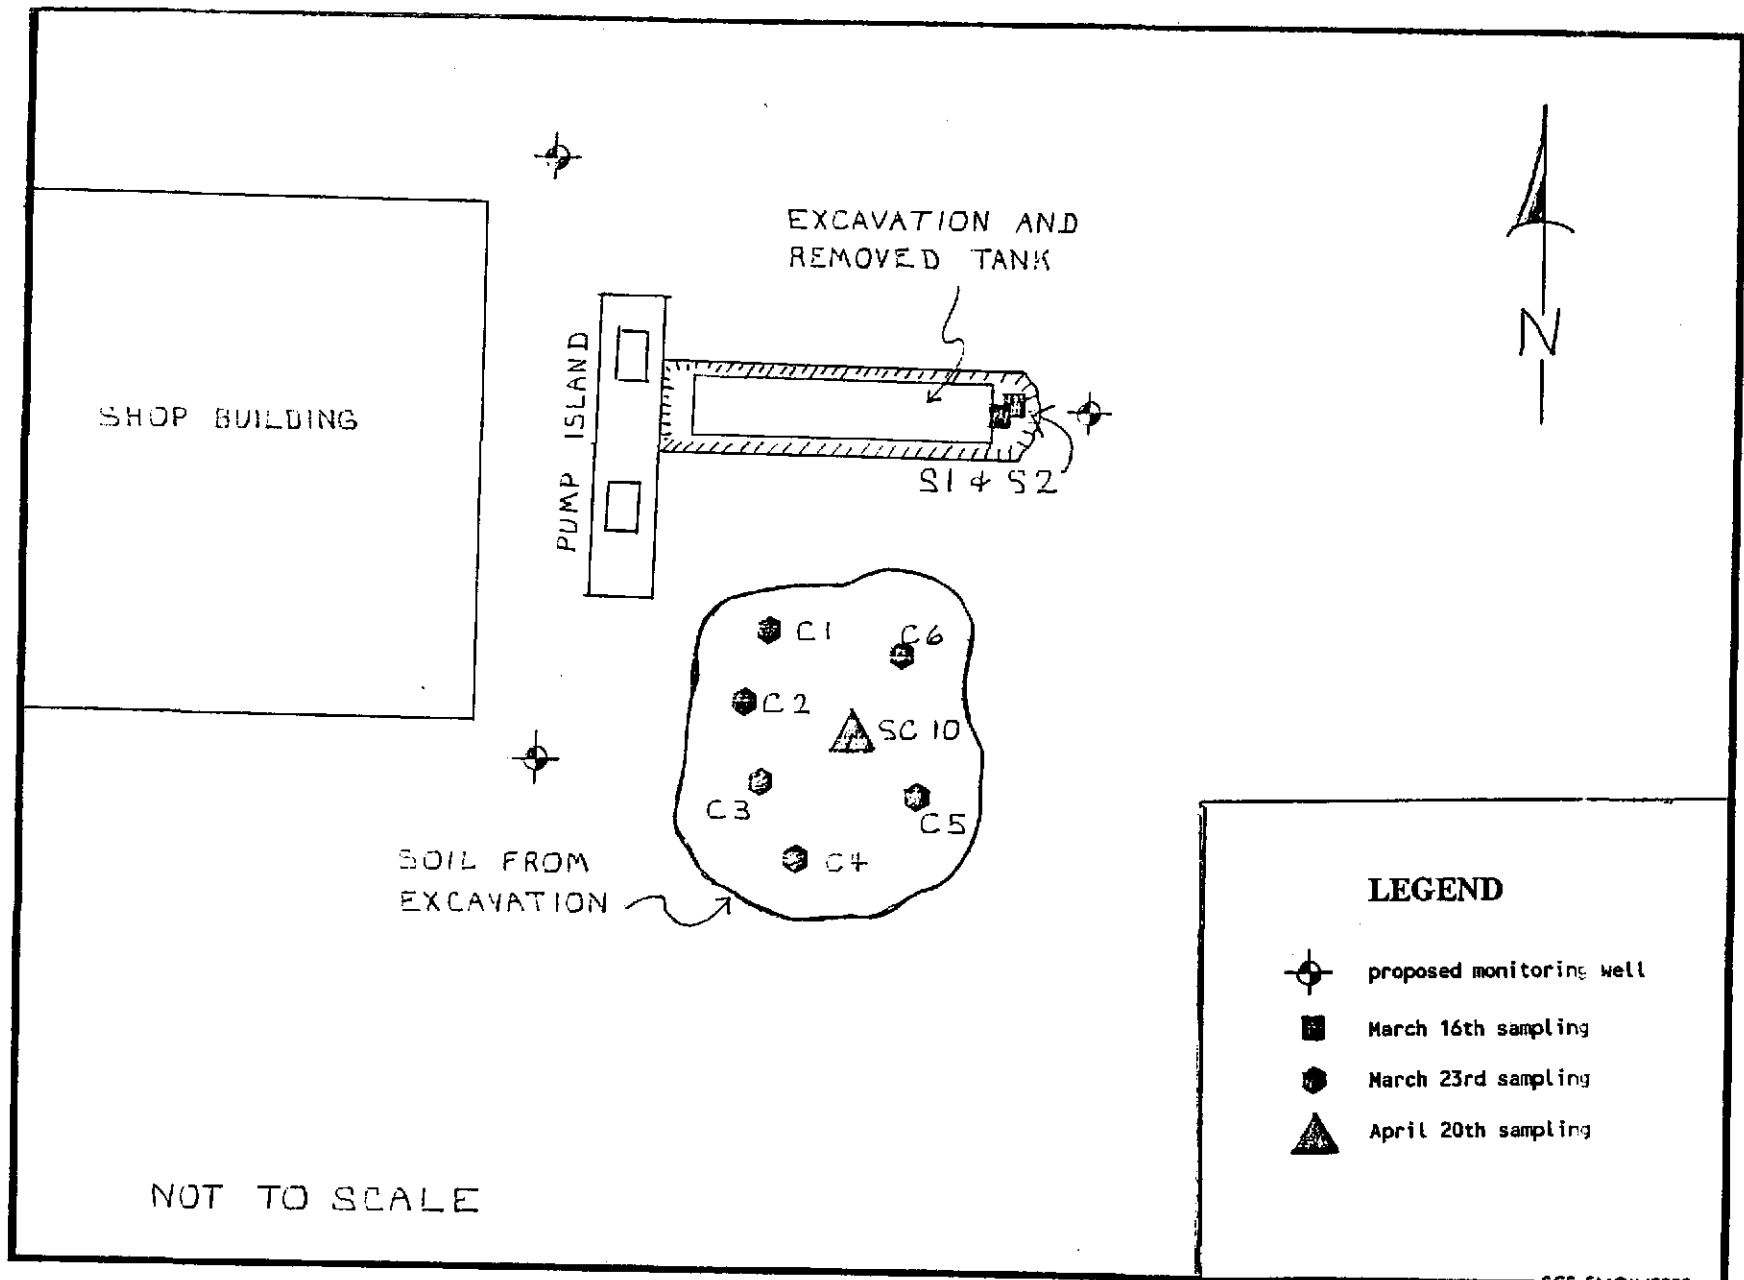 EXCAVATION AND
REMOVED TANK
N
SHOP BUILDING
PUMP ISLAND
S1 & S2
C1
C6
C2
SC 10
C3
C5
C4
SOIL FROM
EXCAVATION
LEGEND
proposed monitoring well
March 16th sampling
March 23rd sampling
April 20th sampling
NOT TO SCALE